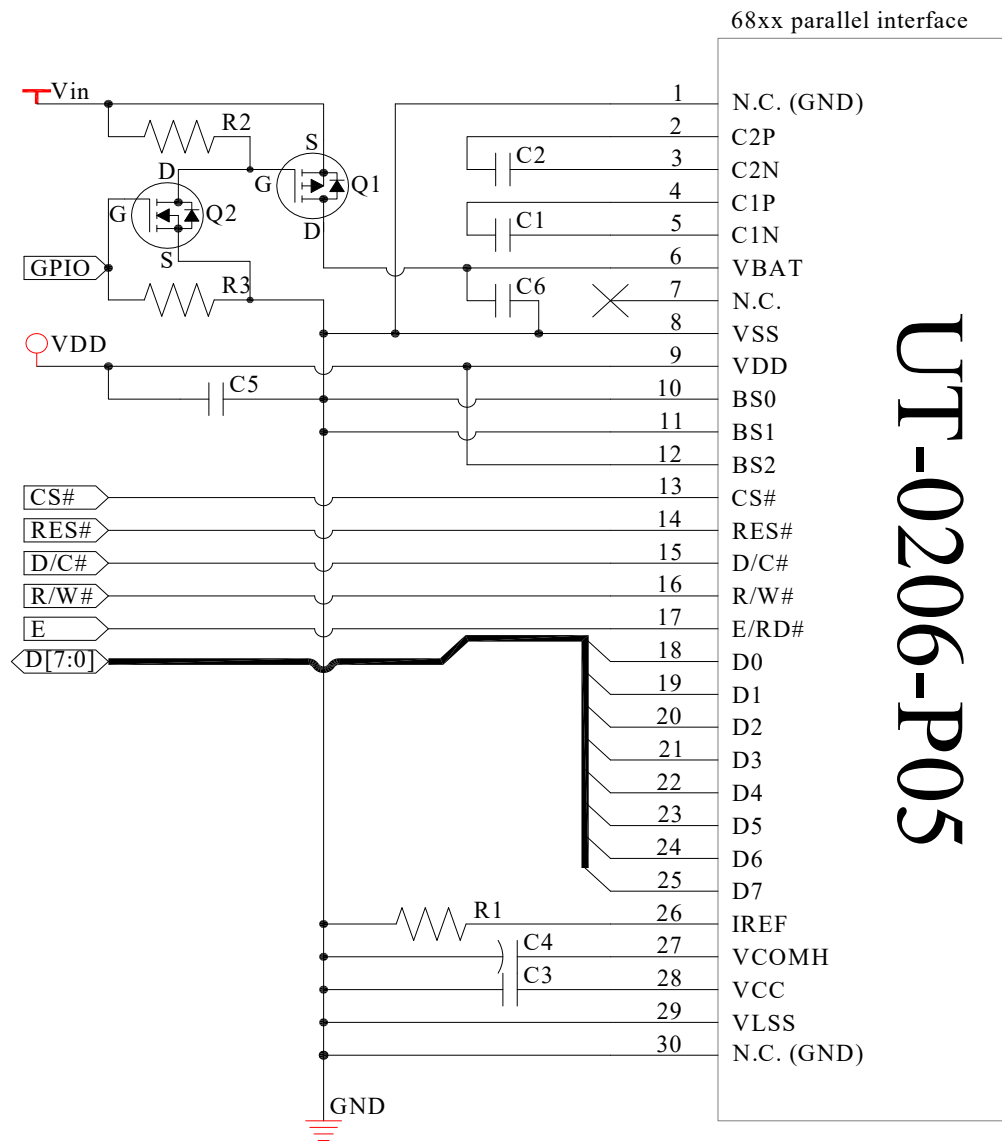 68xx parallel interface
Vin
R2
S
D
G
Q1
G
Q2
D
S
GPIO
R3
VDD
C5
C2
C1
C6
1 N.C. (GND)
2 C2P
3 C2N
4 C1P
5 C1N
6 VBAT
7 N.C.
8 VSS
9 VDD
10 BS0
11 BS1
12 BS2
CS# 13 CS#
RES# 14 RES#
D/C# 15 D/C#
R/W# 16 R/W#
E 17 E/RD#
D[7:0] 18 D0
19 D1
20 D2
21 D3
22 D4
23 D5
24 D6
25 D7
R1 26 IREF
C4 27 VCOMH
C3 28 VCC
29 VLSS
30 N.C. (GND)
GND
UT-0206-P05